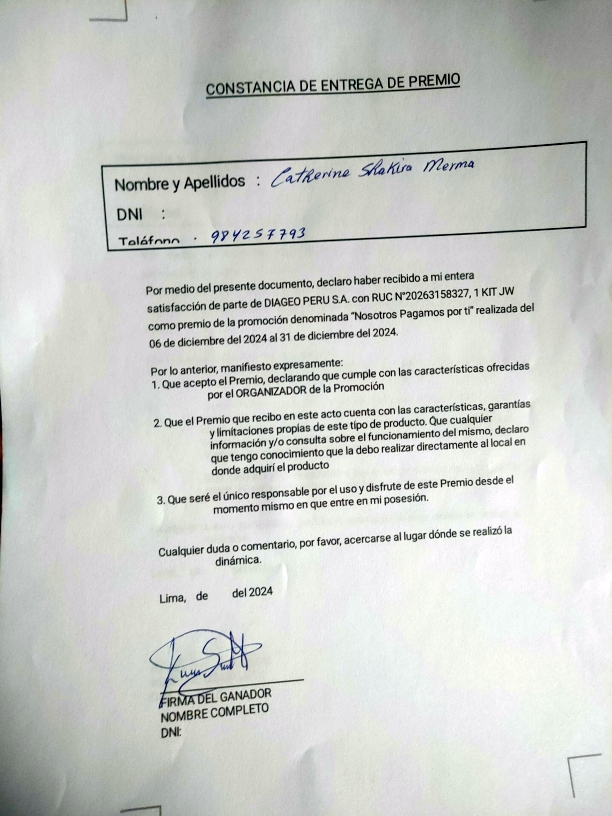 CONSTANCIA DE ENTREGA DE PREMIO
Nombre y Apellidos : Catherine Shakira Merma
DNI :
Teléfono : 984257793
Por medio del presente documento, declaro haber recibido a mi entera
satisfacción de parte de DIAGEO PERU S.A. con RUC N°20263158327, 1 KIT JW
como premio de la promoción denominada "Nosotros Pagamos por ti" realizada del
06 de diciembre del 2024 al 31 de diciembre del 2024.
Por lo anterior, manifiesto expresamente:
1. Que acepto el Premio, declarando que cumple con las características ofrecidas
por el ORGANIZADOR de la Promoción
2. Que el Premio que recibo en este acto cuenta con las características, garantías
y limitaciones propias de este tipo de producto. Que cualquier
información y/o consulta sobre el funcionamiento del mismo, declaro
que tengo conocimiento que la debo realizar directamente al local en
donde adquirí el producto
3. Que seré el único responsable por el uso y disfrute de este Premio desde el
momento mismo en que entre en mi posesión.
Cualquier duda o comentario, por favor, acercarse al lugar dónde se realizó la
dinámica.
Lima, de del 2024
FIRMA DEL GANADOR
NOMBRE COMPLETO
DNI: